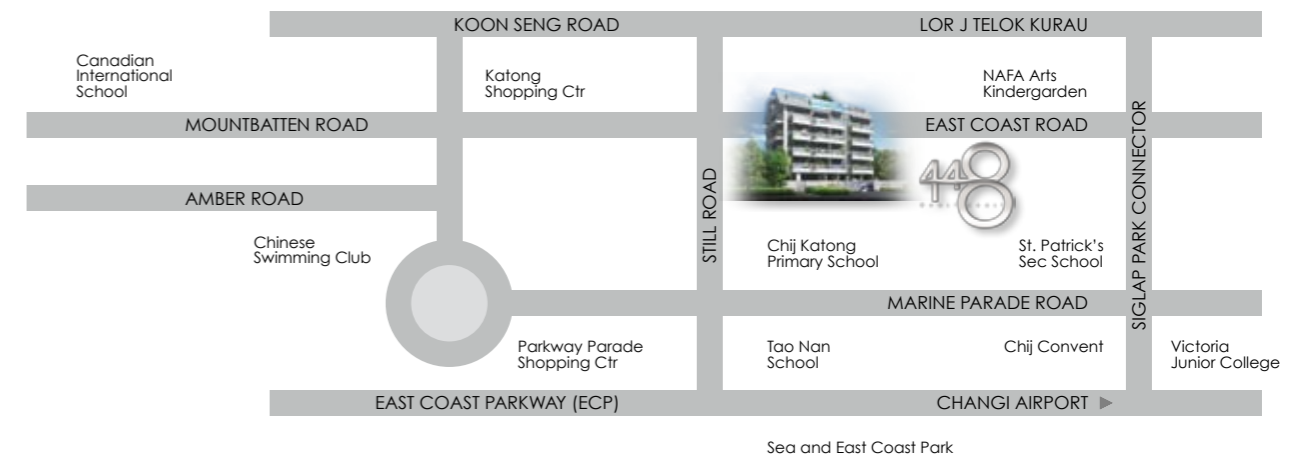 KOON SENG ROAD
LOR J TELOK KURAU
Canadian
International
School
Katong
Shopping Ctr
NAFA Arts
Kindergarden
MOUNTBATTEN ROAD
EAST COAST ROAD
448
AMBER ROAD
STILL ROAD
SIGLAP PARK CONNECTOR
Chinese
Swimming Club
Chij Katong
Primary School
St. Patrick's
Sec School
MARINE PARADE ROAD
Parkway Parade
Shopping Ctr
Tao Nan
School
Chij Convent
Victoria
Junior College
EAST COAST PARKWAY (ECP)
CHANGI AIRPORT
Sea and East Coast Park